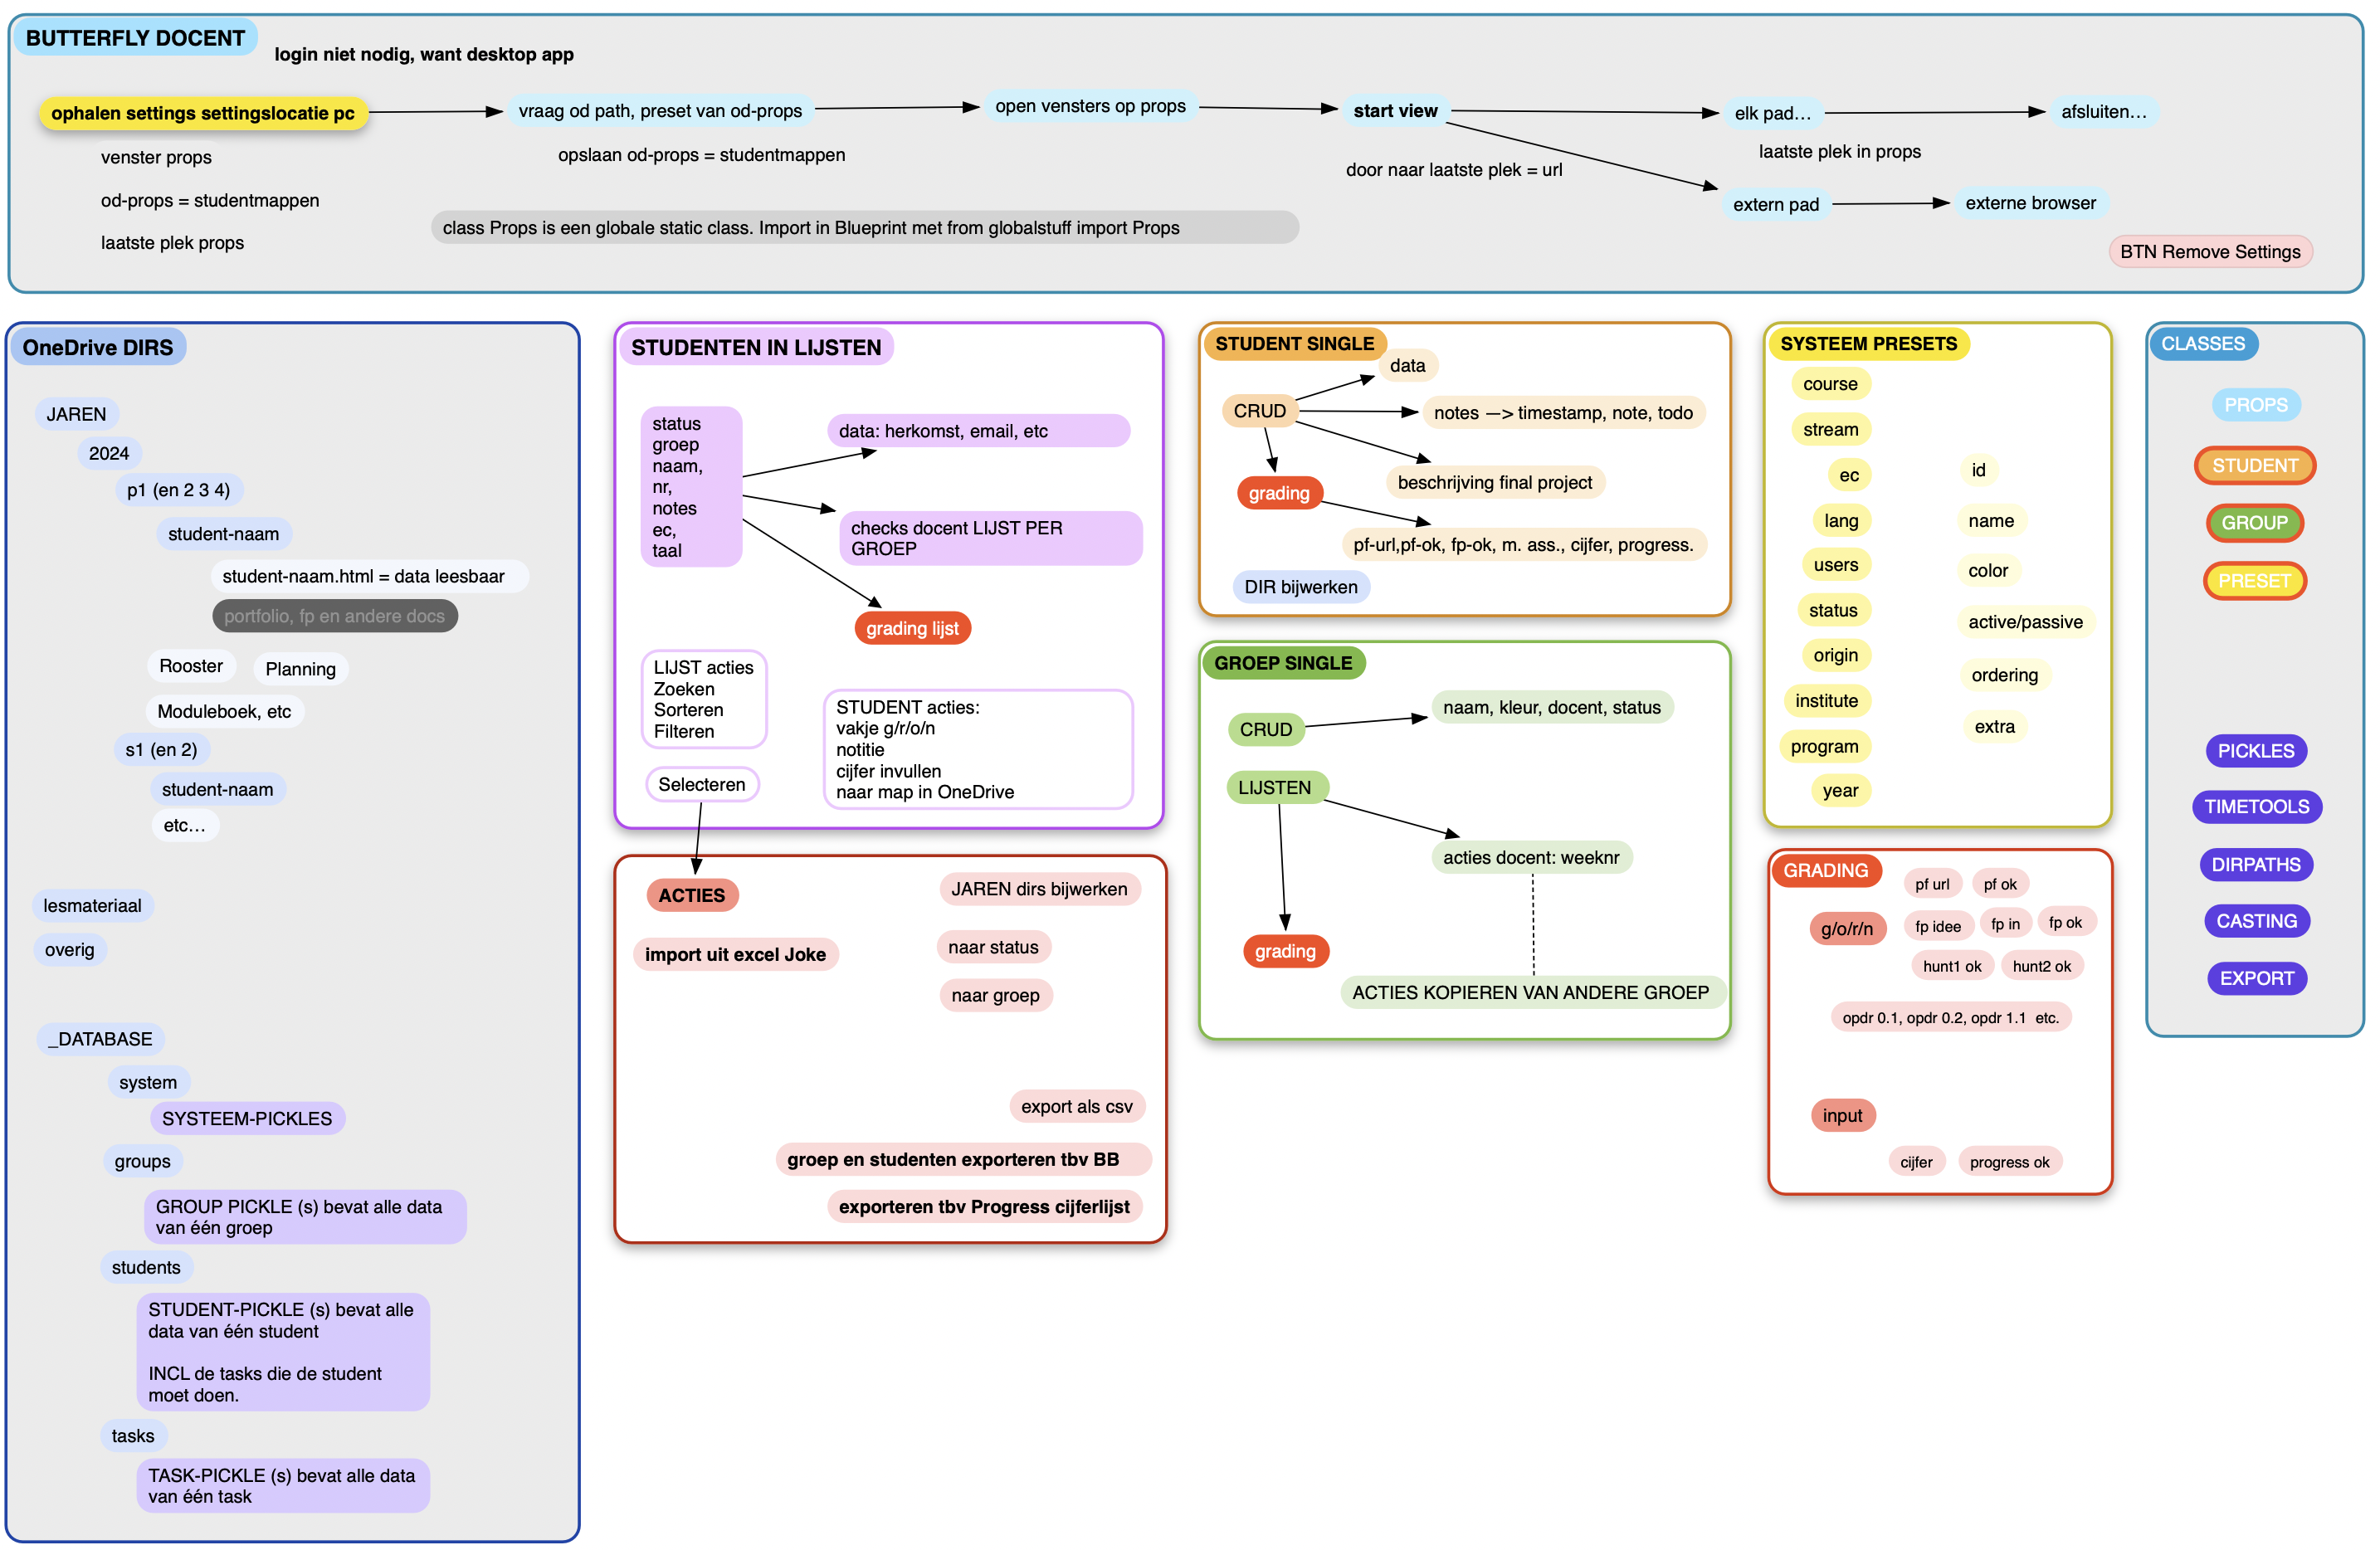 BUTTERFLY DOCENT
login niet nodig, want desktop app
ophalen settings settingslocatie pc
vraag od path, preset van od-props
open vensters op props
start view
elk pad...
afsluiten...
venster props
opslaan od-props = studentmappen
door naar laatste plek = url
laatste plek in props
od-props = studentmappen
extern pad
externe browser
laatste plek props
class Props is een globale static class. Import in Blueprint met from globalstuff import Props
BTN Remove Settings
OneDrive DIRS
JAREN
2024
p1 (en 2 3 4)
student-naam
student-naam.html = data leesbaar
portfolio, fp en andere docs
Rooster
Planning
Moduleboek, etc
s1 (en 2)
student-naam
etc...
lesmateriaal
overig
_DATABASE
system
SYSTEEM-PICKLES
groups
GROUP PICKLE (s) bevat alle data
van één groep
students
STUDENT-PICKLE (s) bevat alle
data van één student
INCL de tasks die de student
moet doen.
tasks
TASK-PICKLE (s) bevat alle data
van één task
STUDENTEN IN LIJSTEN
status
groep
naam,
nr,
notes
ec,
taal
data: herkomst, email, etc
checks docent LIJST PER
GROEP
grading lijst
LIJST acties
Zoeken
Sorteren
Filteren
Selecteren
STUDENT acties:
vakje g/r/o/n
notitie
cijfer invullen
naar map in OneDrive
ACTIES
JAREN dirs bijwerken
import uit excel Joke
naar status
naar groep
export als csv
groep en studenten exporteren tbv BB
exporteren tbv Progress cijferlijst
STUDENT SINGLE
data
CRUD
notes —> timestamp, note, todo
beschrijving final project
grading
pf-url,pf-ok, fp-ok, m. ass., cijfer, progress.
DIR bijwerken
GROEP SINGLE
naam, kleur, docent, status
CRUD
LIJSTEN
acties docent: weeknr
grading
ACTIES KOPIEREN VAN ANDERE GROEP
SYSTEEM PRESETS
course
stream
ec
lang
users
status
origin
institute
program
year
id
name
color
active/passive
ordering
extra
GRADING
pf url
pf ok
g/o/r/n
fp idee
fp in
fp ok
hunt1 ok
hunt2 ok
opdr 0.1, opdr 0.2, opdr 1.1 etc.
input
cijfer
progress ok
CLASSES
PROPS
STUDENT
GROUP
PRESET
PICKLES
TIMETOOLS
DIRPATHS
CASTING
EXPORT